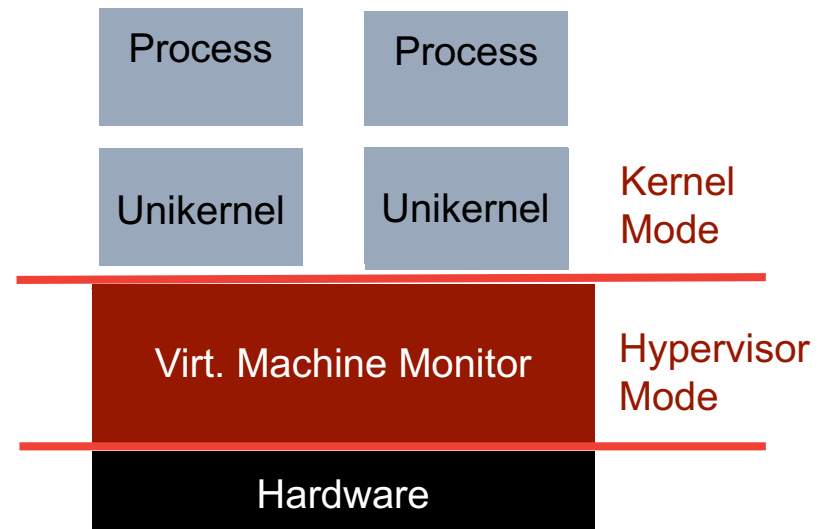 Process
Process
Unikernel
Unikernel
Kernel
Mode
Virt. Machine Monitor
Hypervisor
Mode
Hardware